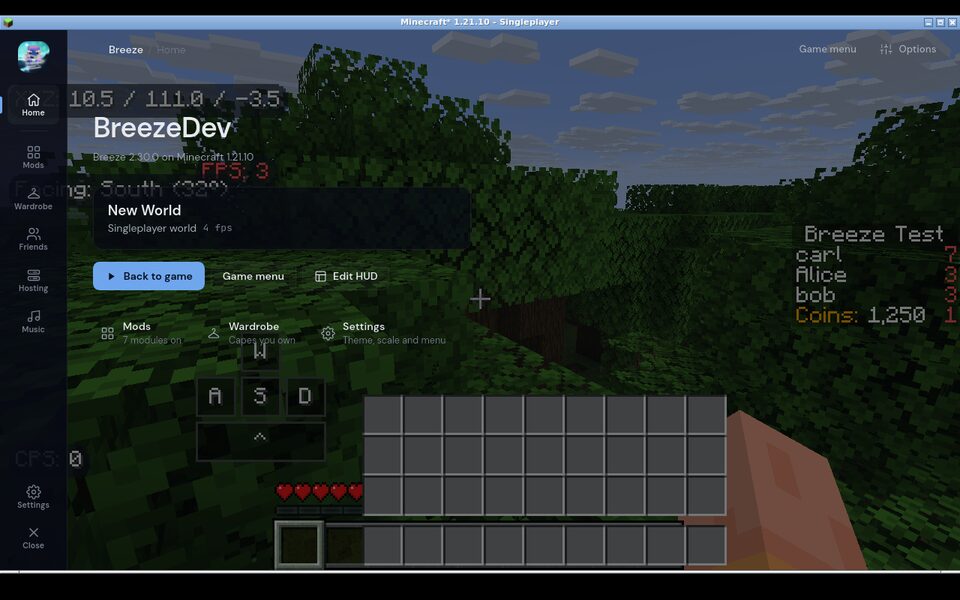 Minecraft* 1.21.10 - Singleplayer
Breeze / Home
Game menu
Options
10.5 / 111.0 / -3.5
Home
BreezeDev
Breeze 2.30.0 on Minecraft 1.21.10
FPS: 3
Mods
Facing: South (32°)
Wardrobe
New World
Singleplayer world 4 fps
Friends
Breeze Test
carl 7
Alice 3
bob 3
Coins: 1,250 1
Hosting
Back to game
Game menu
Edit HUD
Music
Mods
7 modules on
Wardrobe
Capes you own
Settings
Theme, scale and menu
W
A S D
^
CPS: 0
Settings
Close